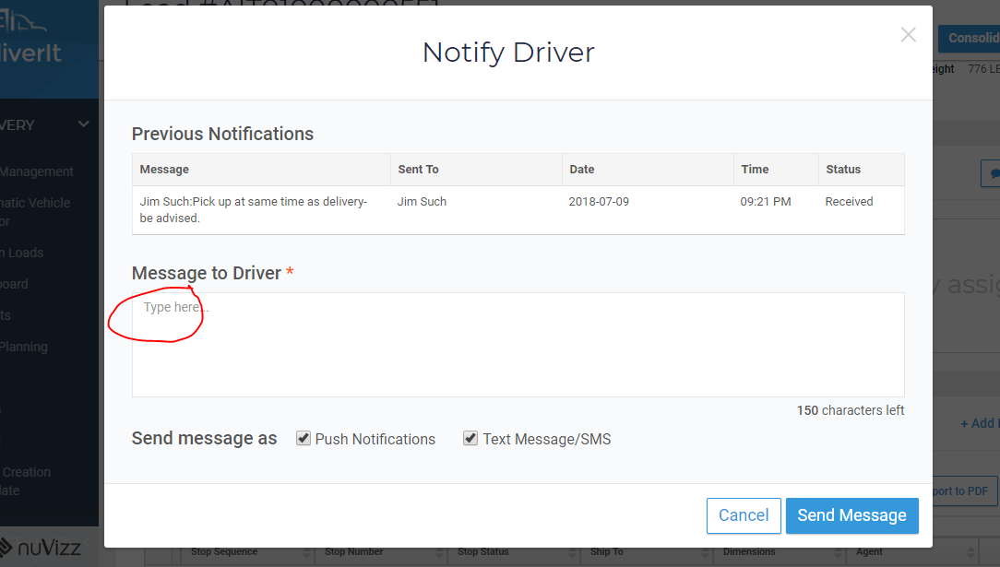 Notify Driver
Previous Notifications
Message Sent To Date Time Status
Jim Such:Pick up at same time as delivery- Jim Such 2018-07-09 09:21 PM Received
be advised.
Message to Driver *
Type here...
150 characters left
Send message as Push Notifications Text Message/SMS
Cancel Send Message
iverIt
VERY
Management
matic Vehicle
or
n Loads
oard
ts
Planning
Creation
late
nuVizz
Consolid
eight 776 LB
y assig
+ Add
port to PDF
Stop Sequence Stop Number Stop Status Ship To Dimensions Agent